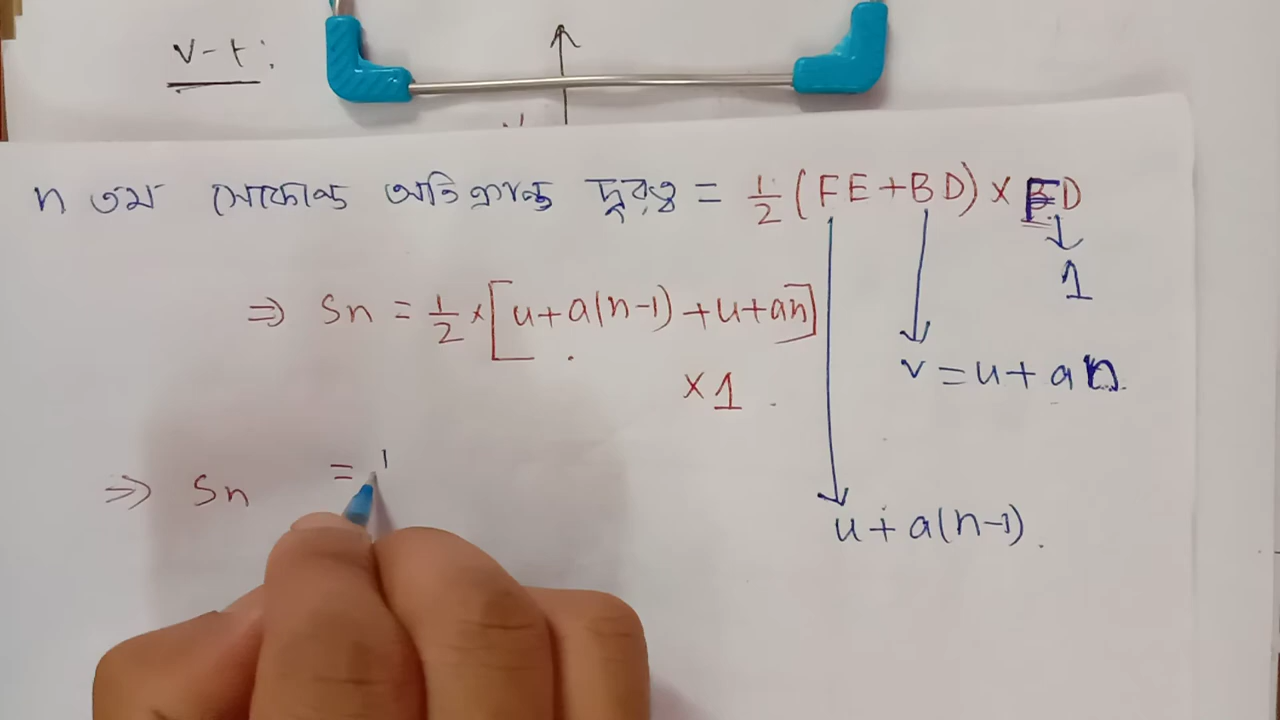 v-t:
n তম সেকেন্ডে অতিক্রান্ত দূরত্ব = 1/2 (FE+BD) × ED
1
⇒ Sn = 1/2 × [u+a(n-1) + u+an]
v = u + an
× 1
⇒ Sn =
u + a(n-1)